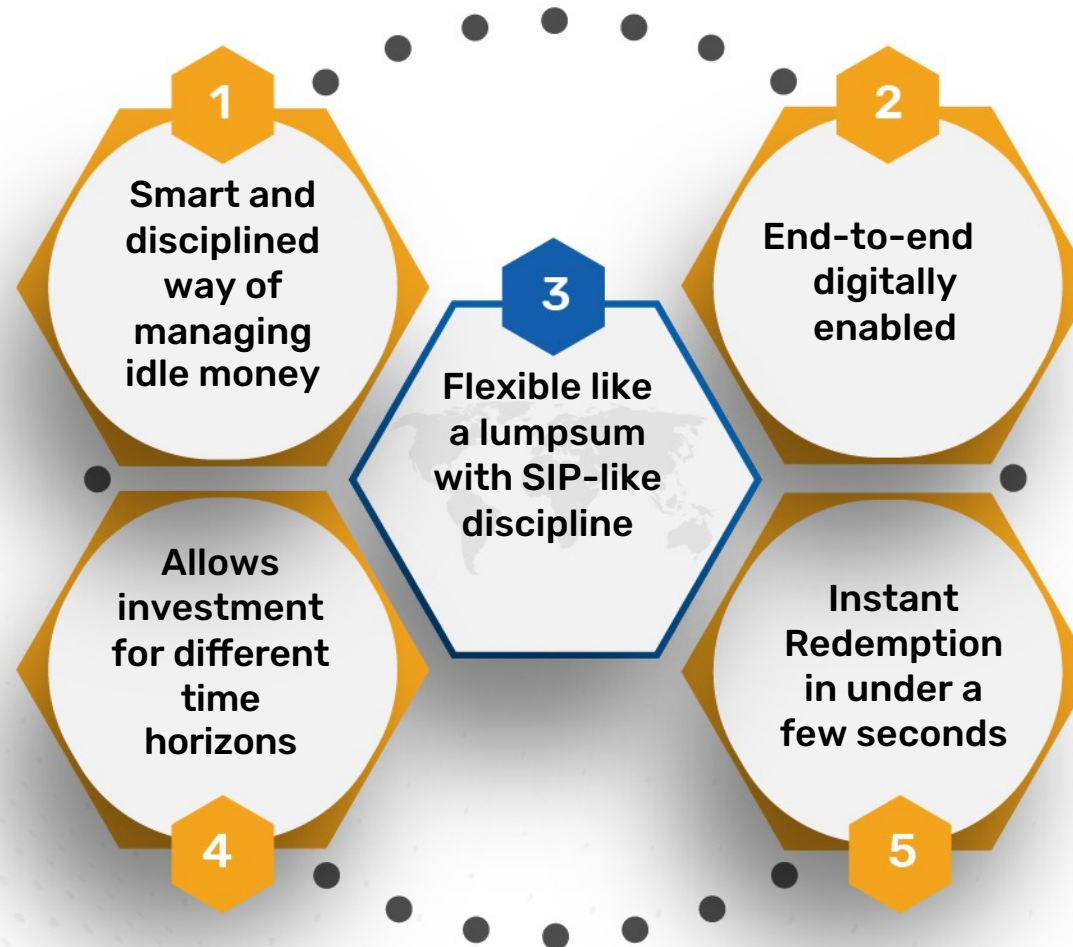 1
Smart and
disciplined
way of
managing
idle money
2
End-to-end
digitally
enabled
3
Flexible like
a lumpsum
with SIP-like
discipline
4
Allows
investment
for different
time
horizons
5
Instant
Redemption
in under a
few seconds